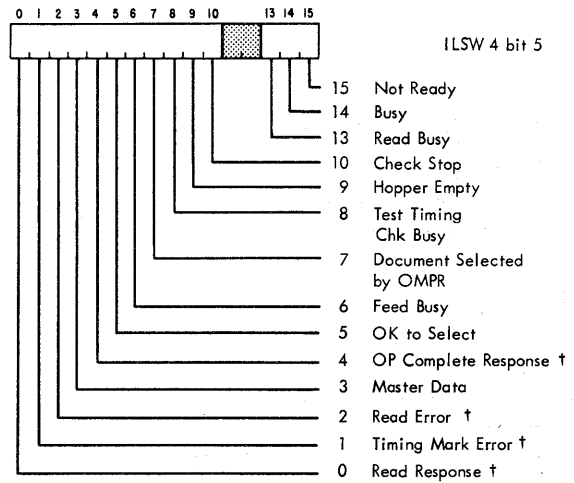 0 1 2 3 4 5 6 7 8 9 10 13 14 15
ILSW 4 bit 5
15 Not Ready
14 Busy
13 Read Busy
10 Check Stop
9 Hopper Empty
8 Test Timing
Chk Busy
7 Document Selected
by OMPR
6 Feed Busy
5 OK to Select
4 OP Complete Response †
3 Master Data
2 Read Error †
1 Timing Mark Error †
0 Read Response †